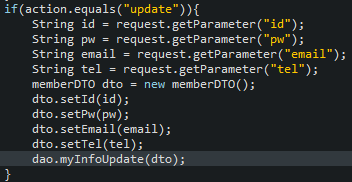 if(action.equals("update")){
    String id = request.getParameter("id");
    String pw = request.getParameter("pw");
    String email = request.getParameter("email");
    String tel = request.getParameter("tel");
    memberDTO dto = new memberDTO();
    dto.setId(id);
    dto.setPw(pw);
    dto.setEmail(email);
    dto.setTel(tel);
    dao.myInfoUpdate(dto);
}